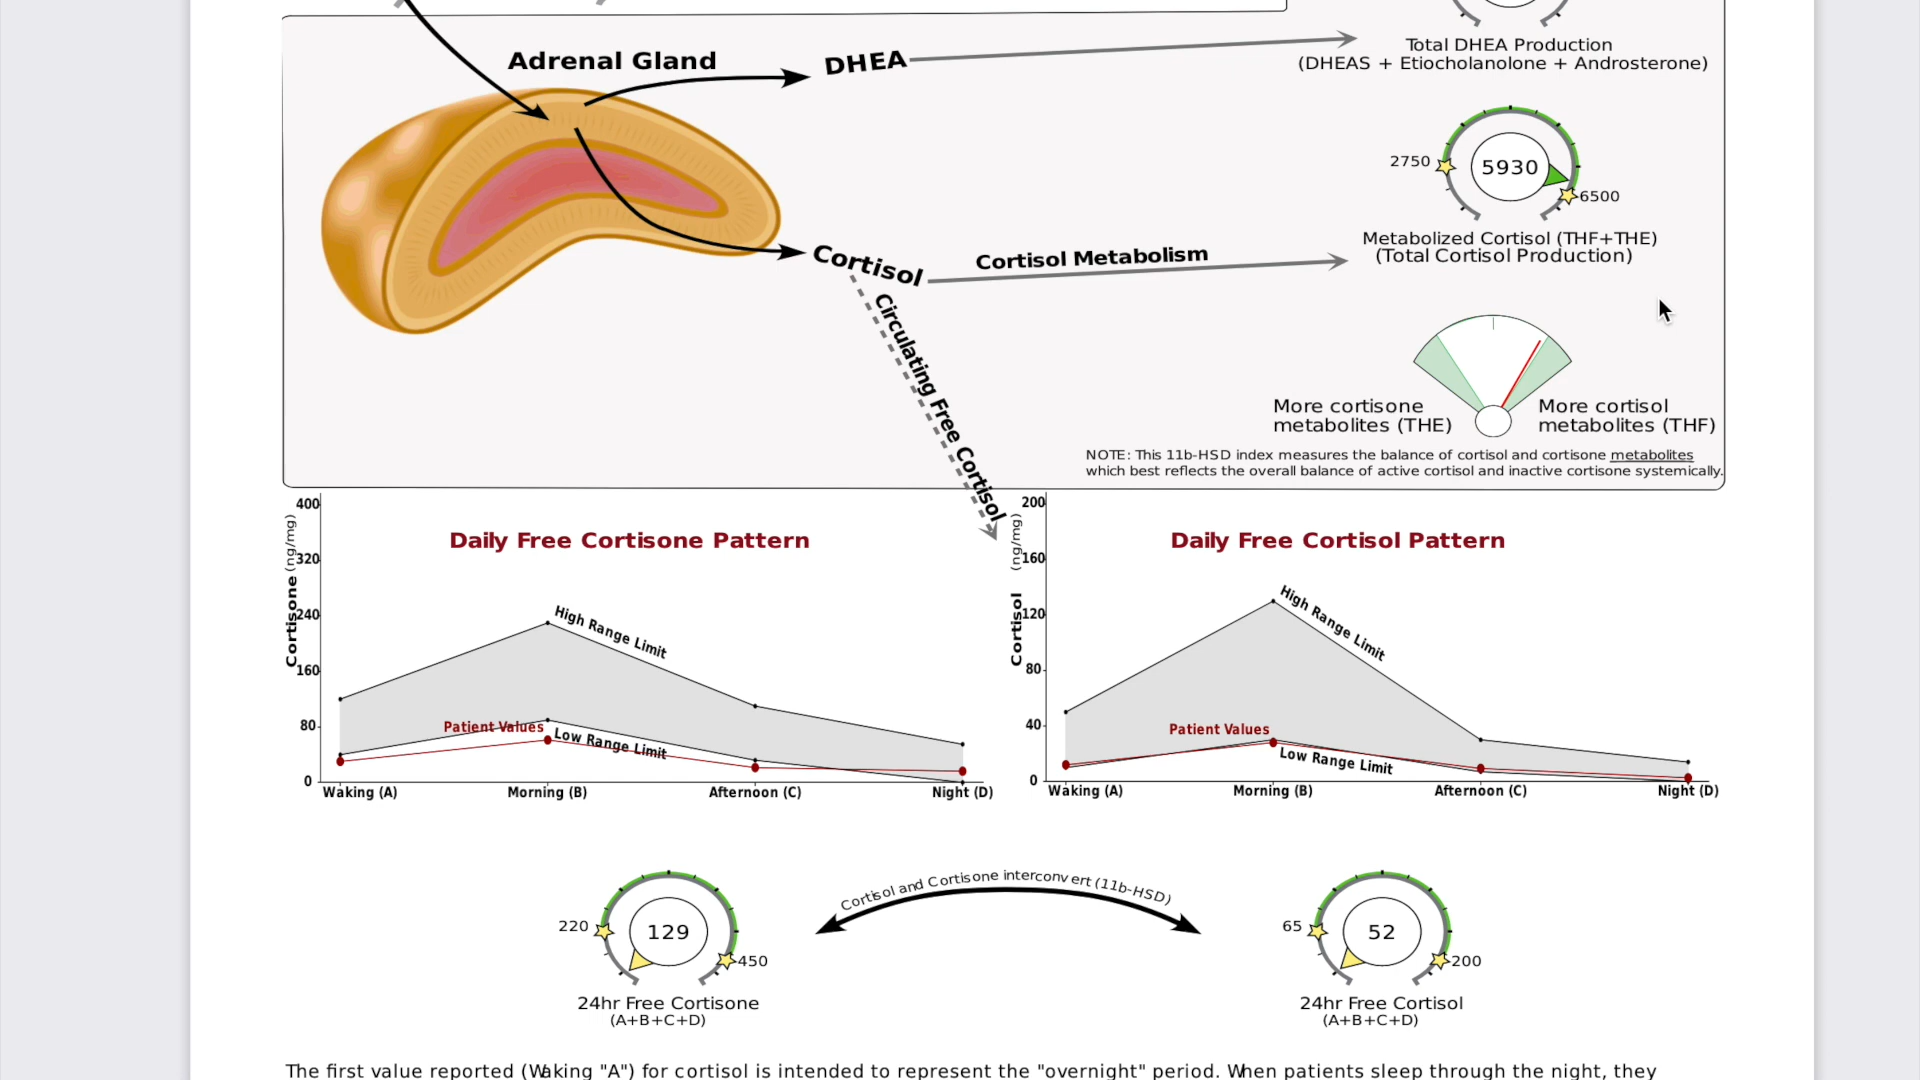 Adrenal Gland
DHEA
Total DHEA Production
(DHEAS + Etiocholanolone + Androsterone)
2750
5930
6500
Metabolized Cortisol (THF+THE)
(Total Cortisol Production)
Cortisol
Cortisol Metabolism
Circulating Free Cortisol
More cortisone
metabolites (THE)
More cortisol
metabolites (THF)
NOTE: This 11b-HSD index measures the balance of cortisol and cortisone metabolites
which best reflects the overall balance of active cortisol and inactive cortisone systemically.
Daily Free Cortisone Pattern
Cortisone (ng/mg)
400
320
240
160
80
0
High Range Limit
Patient Values
Low Range Limit
Waking (A)
Morning (B)
Afternoon (C)
Night (D)
Daily Free Cortisol Pattern
Cortisol (ng/mg)
200
160
120
80
40
0
High Range Limit
Patient Values
Low Range Limit
Waking (A)
Morning (B)
Afternoon (C)
Night (D)
220
129
450
24hr Free Cortisone
(A+B+C+D)
Cortisol and Cortisone interconvert (11b-HSD)
65
52
200
24hr Free Cortisol
(A+B+C+D)
The first value reported (Waking "A") for cortisol is intended to represent the "overnight" period. When patients sleep through the night, they